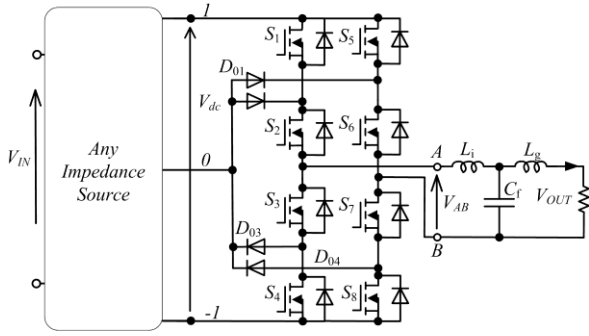 1
S1
S5
D01
Vdc
VIN
Any
Impedance
Source
0
S2
S6
A
Li
Lg
VAB
Cf
VOUT
S3
S7
B
D03
D04
S4
S8
-1